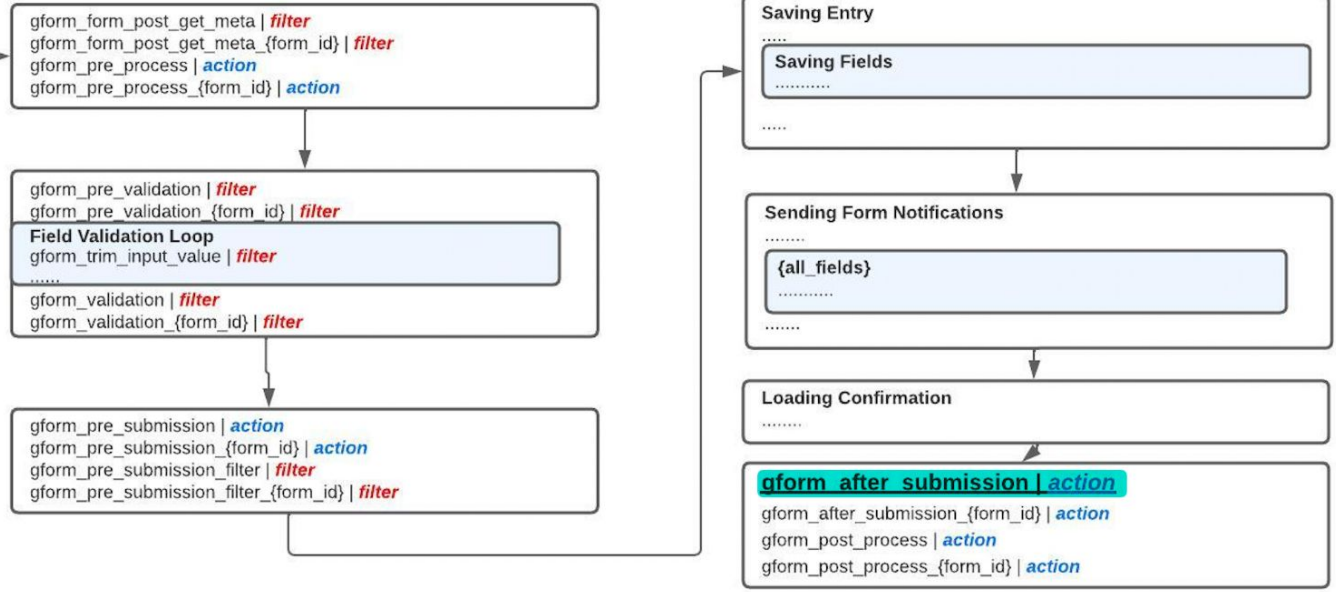 gform_form_post_get_meta | filter
gform_form_post_get_meta_{form_id} | filter
gform_pre_process | action
gform_pre_process_{form_id} | action
gform_pre_validation | filter
gform_pre_validation_{form_id} | filter
Field Validation Loop
gform_trim_input_value | filter
......
gform_validation | filter
gform_validation_{form_id} | filter
gform_pre_submission | action
gform_pre_submission_{form_id} | action
gform_pre_submission_filter | filter
gform_pre_submission_filter_{form_id} | filter
Saving Entry
.....
Saving Fields
...........
.....
Sending Form Notifications
........
{all_fields}
...........
.......
Loading Confirmation
........
gform_after_submission | action
gform_after_submission_{form_id} | action
gform_post_process | action
gform_post_process_{form_id} | action